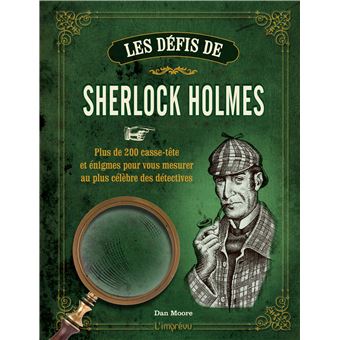 LES DÉFIS DE
SHERLOCK HOLMES
Plus de 200 casse-tête
et énigmes pour vous mesurer
au plus célèbre des détectives
Dan Moore
L'imprévu